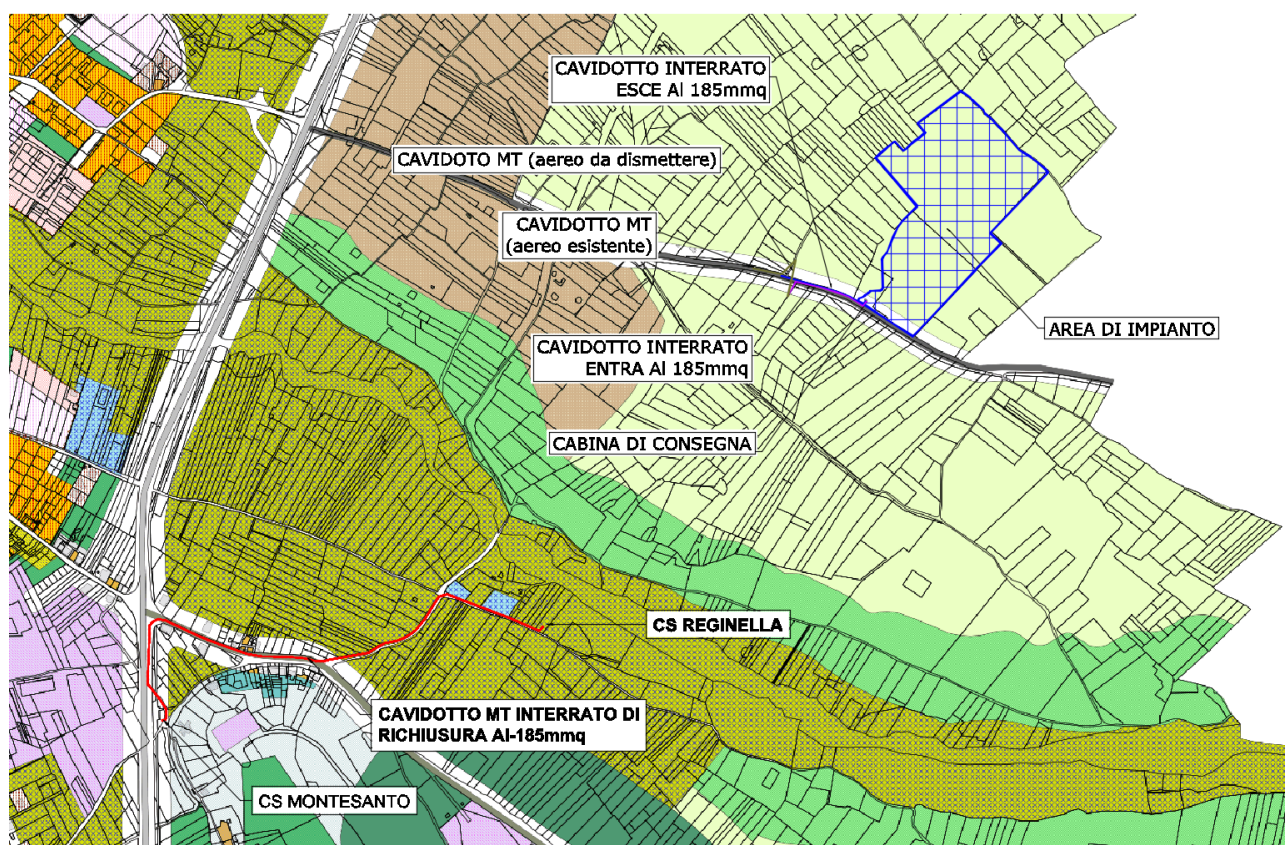 CAVIDOTTO INTERRATO
ESCE Al 185mmq
CAVIDOTO MT (aereo da dismettere)
CAVIDOTTO MT
(aereo esistente)
AREA DI IMPIANTO
CAVIDOTTO INTERRATO
ENTRA Al 185mmq
CABINA DI CONSEGNA
CS REGINELLA
CAVIDOTTO MT INTERRATO DI
RICHIUSURA Al-185mmq
CS MONTESANTO